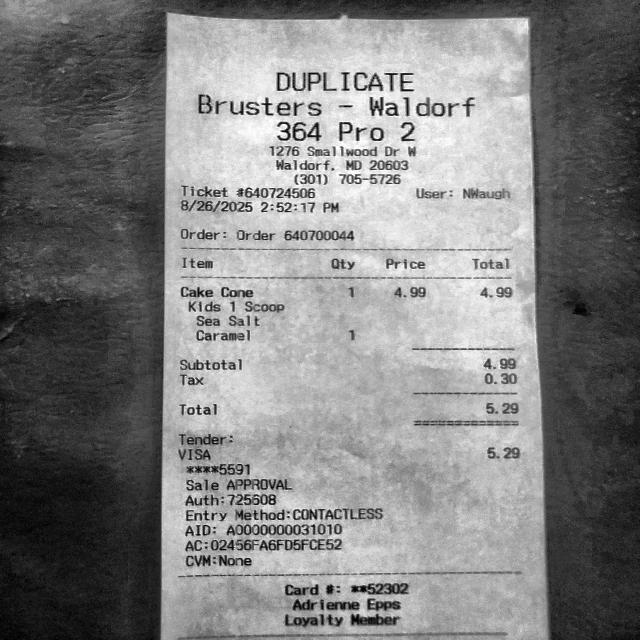 DUPLICATE
Brusters - Waldorf
364 Pro 2
1276 Smallwood Dr W
Waldorf, MD 20603
(301) 705-5726
Ticket #640724506 User: NWaugh
8/26/2025 2:52:17 PM
Order: Order 640700044
Item Qty Price Total
Cake Cone 1 4.99 4.99
Kids 1 Scoop
Sea Salt
Caramel 1
Subtotal 4.99
Tax 0.30
Total 5.29
Tender:
VISA 5.29
****5591
Sale APPROVAL
Auth:725608
Entry Method:CONTACTLESS
AID: A0000000031010
AC:02456FA6FD5FCE52
CVM:None
Card #: **52302
Adrienne Epps
Loyalty Member